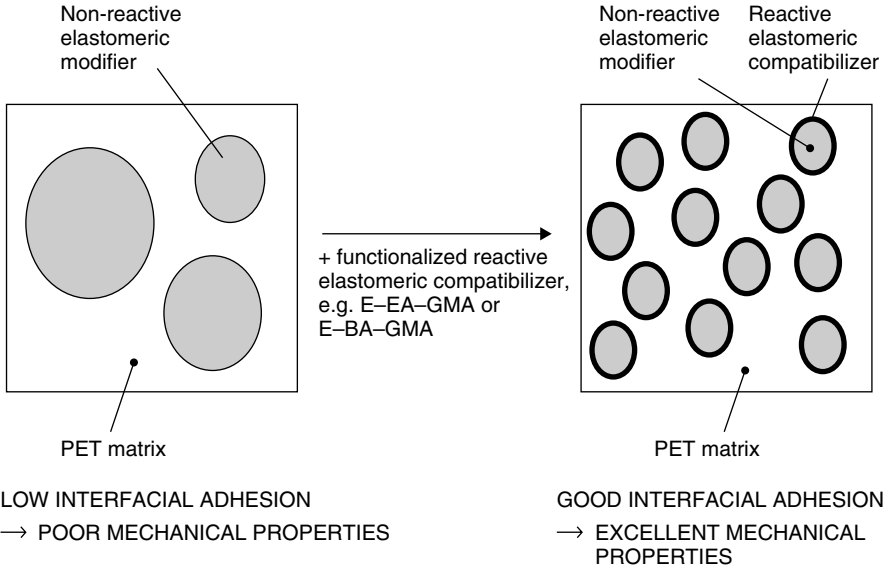 Non-reactive
elastomeric
modifier
Non-reactive
elastomeric
modifier
Reactive
elastomeric
compatibilizer
+ functionalized reactive
elastomeric compatibilizer,
e.g. E–EA–GMA or
E–BA–GMA
PET matrix
PET matrix
LOW INTERFACIAL ADHESION
→ POOR MECHANICAL PROPERTIES
GOOD INTERFACIAL ADHESION
→ EXCELLENT MECHANICAL
PROPERTIES